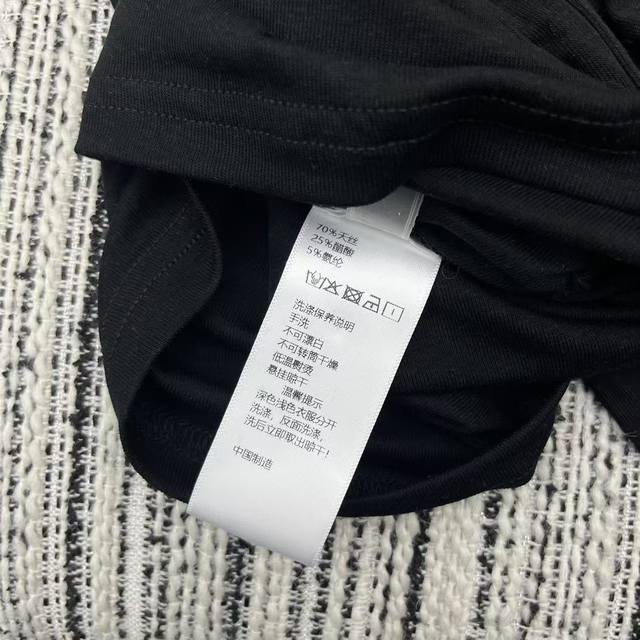 70%天丝
25%醋酸
5%氨纶
洗涤保养说明
手洗
不可漂白
不可转筒干燥
低温熨烫
悬挂晾干
温馨提示
深色浅色衣服分开
洗涤，反面洗涤，
洗后立即取出晾干！
中国制造